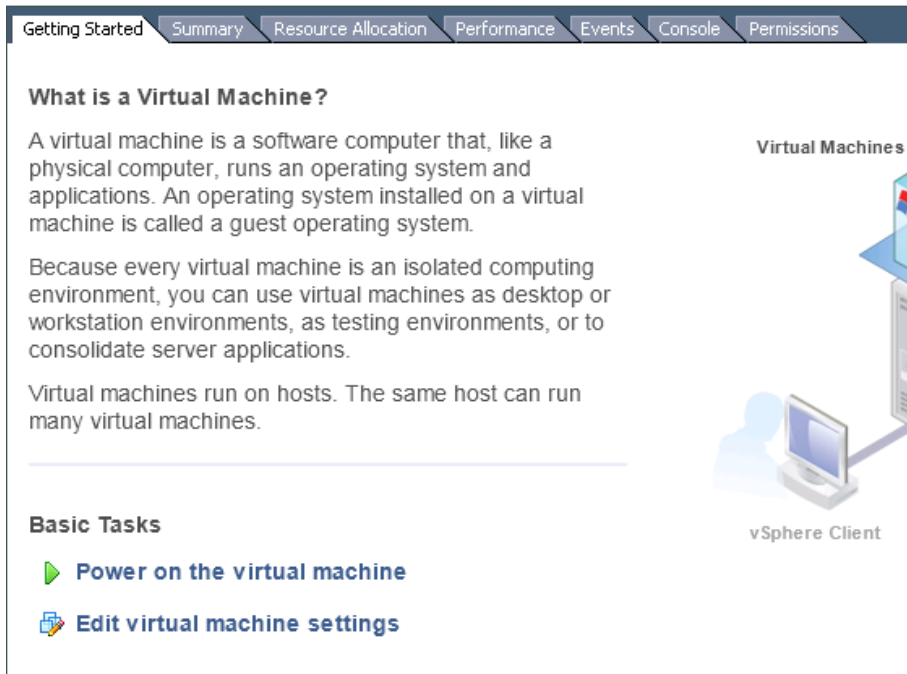 Getting Started Summary Resource Allocation Performance Events Console Permissions
What is a Virtual Machine?
A virtual machine is a software computer that, like a
physical computer, runs an operating system and
applications. An operating system installed on a virtual
machine is called a guest operating system.
Because every virtual machine is an isolated computing
environment, you can use virtual machines as desktop or
workstation environments, as testing environments, or to
consolidate server applications.
Virtual machines run on hosts. The same host can run
many virtual machines.
Virtual Machines
vSphere Client
Basic Tasks
Power on the virtual machine
Edit virtual machine settings